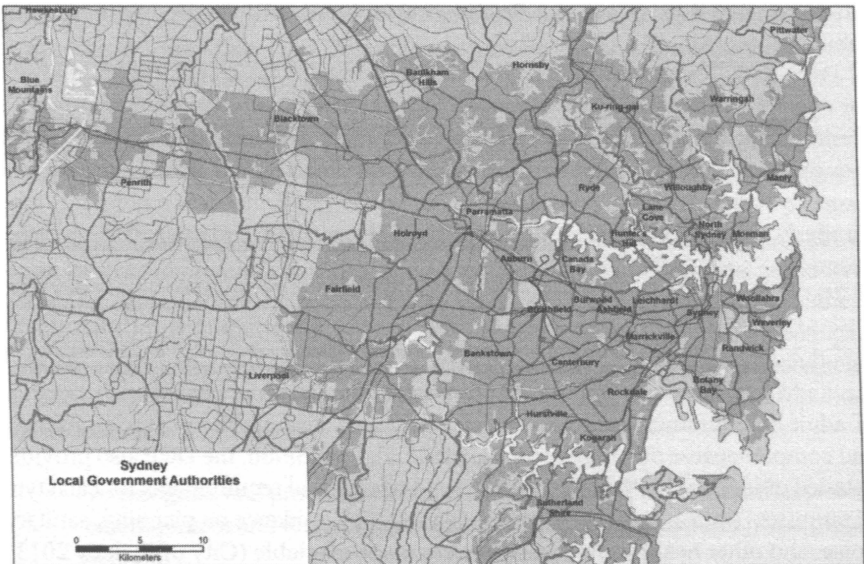 Hawkesbury
Pittwater
Blue
Mountains
Baulkham
Hills
Hornsby
Ku-ring-gai
Warringah
Blacktown
Penrith
Ryde
Willoughby
Manly
Lane
Cove
Parramatta
Hunters
Hill
North
Sydney
Mosman
Holroyd
Auburn
Canada
Bay
Fairfield
Strathfield
Burwood
Ashfield
Leichhardt
Sydney
Woollahra
Waverley
Marrickville
Randwick
Bankstown
Canterbury
Liverpool
Rockdale
Botany
Bay
Hurstville
Kogarah
Sutherland
Shire
Sydney
Local Government Authorities
0 5 10
Kilometers